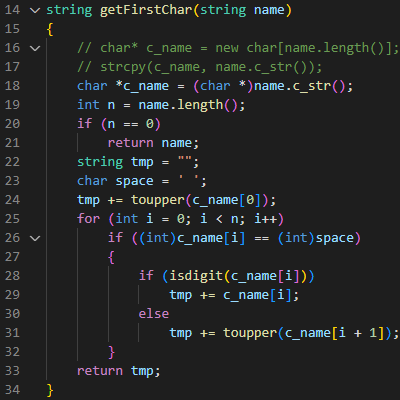 14 string getFirstChar(string name)
15 {
16 // char* c_name = new char[name.length()];
17 // strcpy(c_name, name.c_str());
18 char *c_name = (char *)name.c_str();
19 int n = name.length();
20 if (n == 0)
21 return name;
22 string tmp = "";
23 char space = ' ';
24 tmp += toupper(c_name[0]);
25 for (int i = 0; i < n; i++)
26 if ((int)c_name[i] == (int)space)
27 {
28 if (isdigit(c_name[i]))
29 tmp += c_name[i];
30 else
31 tmp += toupper(c_name[i + 1]);
32 }
33 return tmp;
34 }